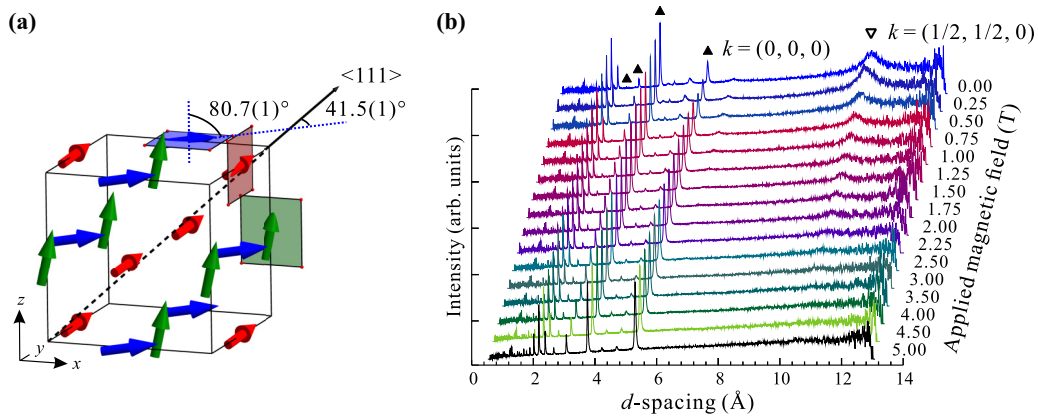 (a)
<111>
80.7(1)°
41.5(1)°
z
y
x
(b)
k = (0, 0, 0)
k = (1/2, 1/2, 0)
Intensity (arb. units)
0.00
0.25
0.50
0.75
1.00
1.25
1.50
1.75
2.00
2.25
2.50
3.00
3.50
4.00
4.50
5.00
Applied magnetic field (T)
0 2 4 6 8 10 12 14
d-spacing (Å)